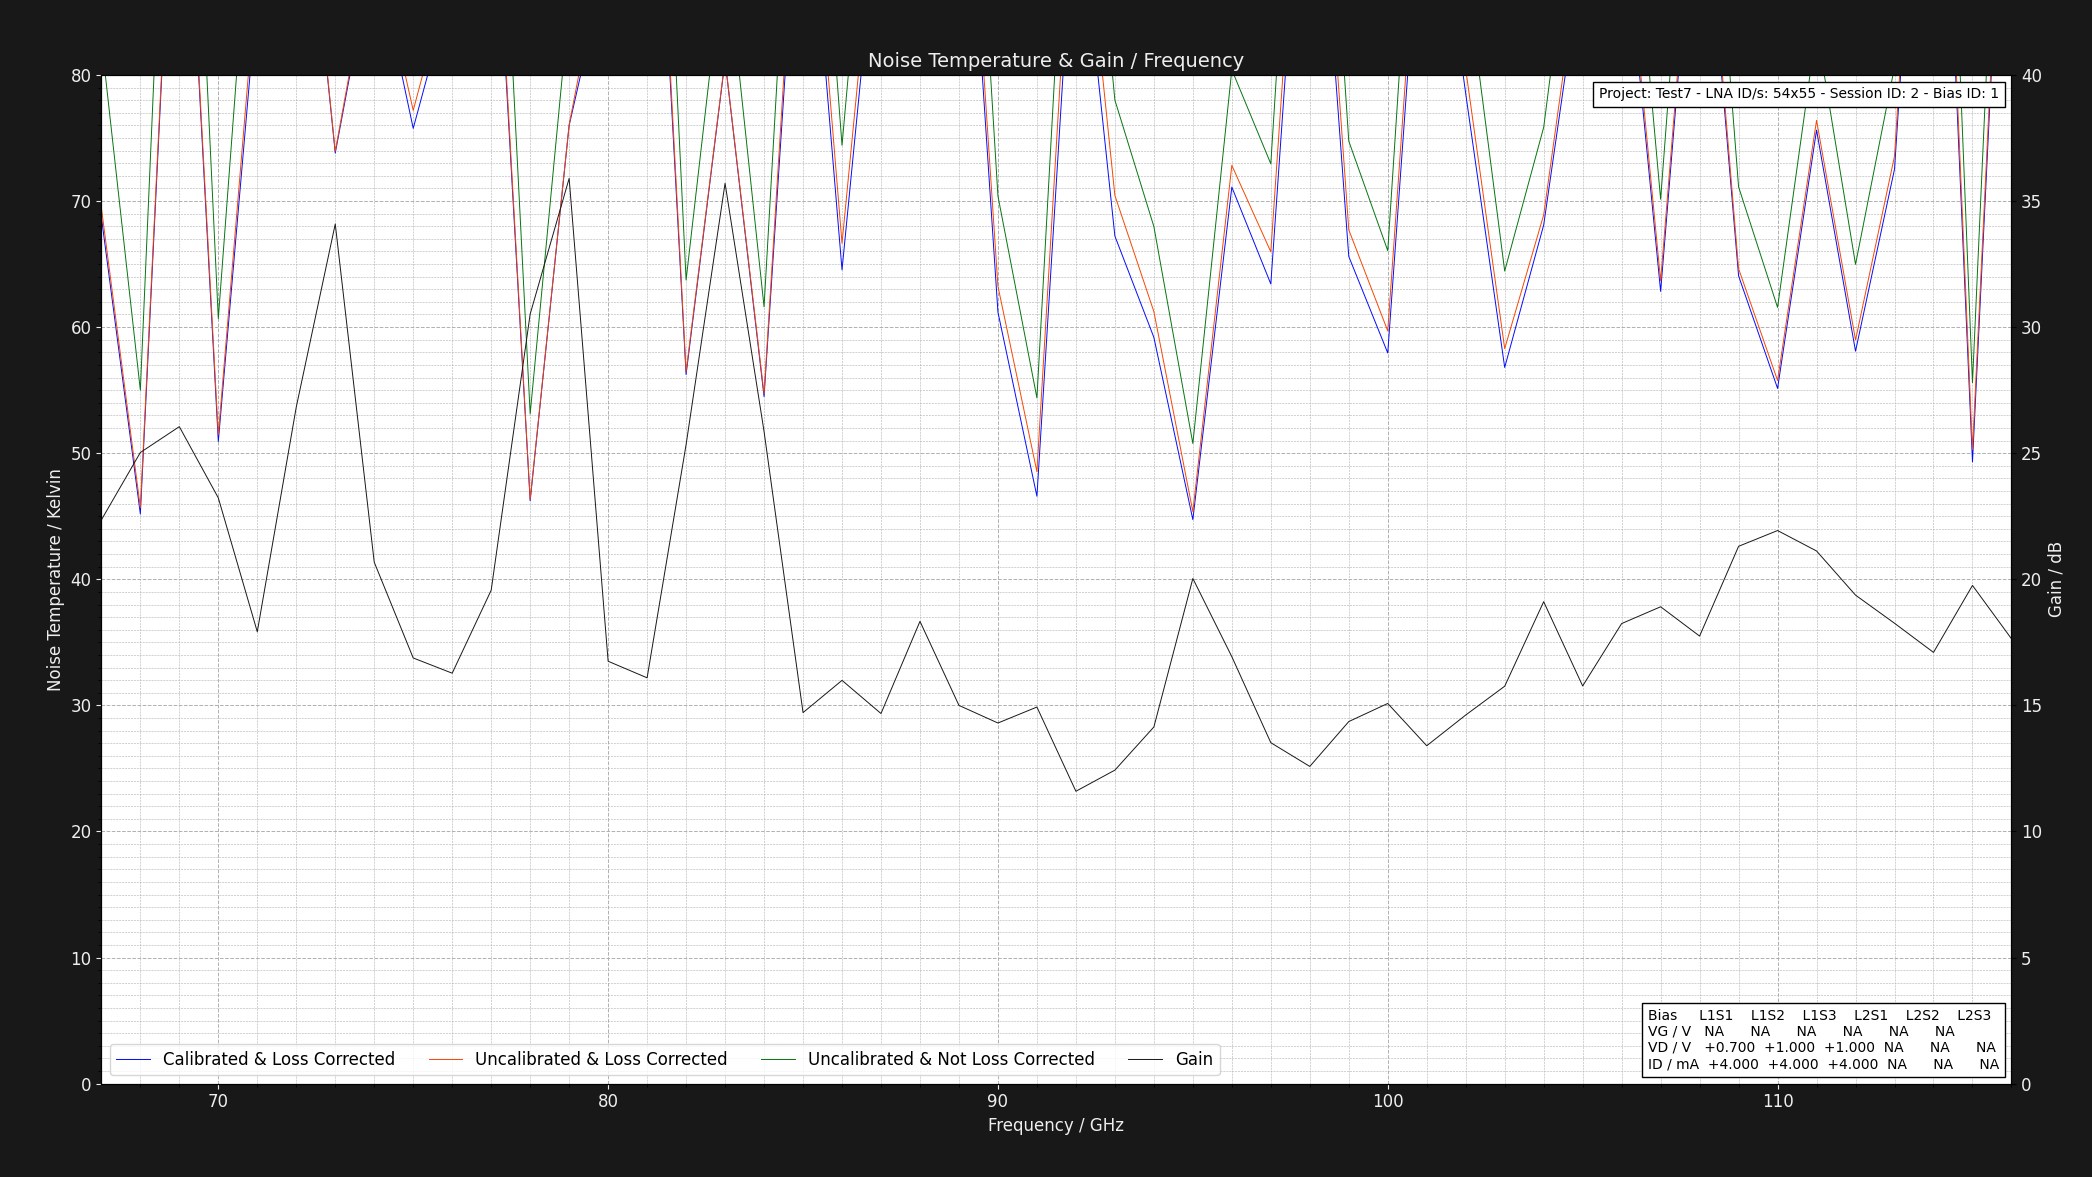 Noise Temperature & Gain / Frequency
Project: Test7 - LNA ID/s: 54x55 - Session ID: 2 - Bias ID: 1
80
70
60
50
40
30
20
10
0
Noise Temperature / Kelvin
40
35
30
25
20
15
10
5
0
Gain / dB
Bias L1S1 L1S2 L1S3 L2S1 L2S2 L2S3
VG / V NA NA NA NA NA NA
VD / V +0.700 +1.000 +1.000 NA NA NA
ID / mA +4.000 +4.000 +4.000 NA NA NA
Calibrated & Loss Corrected Uncalibrated & Loss Corrected Uncalibrated & Not Loss Corrected Gain
70 80 90 100 110
Frequency / GHz